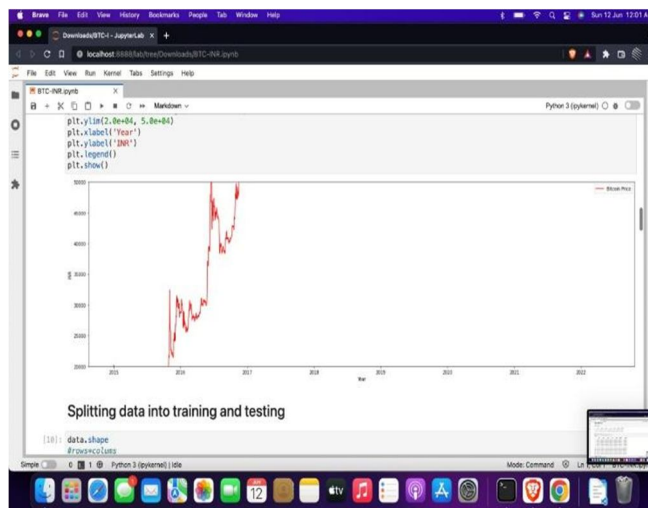 Brave File Edit View History Bookmarks People Tab Window Help Sun 12 Jun 12:01 A
Downloads/BTC-I - JupyterLab
localhost:8888/lab/tree/Downloads/BTC-INR.ipynb
File Edit View Run Kernel Tabs Settings Help
BTC-INR.ipynb
Markdown Python 3 (ipykernel)
plt.ylim(2.0e+04, 5.0e+04)
plt.xlabel('Year')
plt.ylabel('INR')
plt.legend()
plt.show()
50000
Bitcoin Price
45000
40000
INR
35000
30000
25000
20000
2015 2016 2017 2018 2019 2020 2021 2022
Year
Splitting data into training and testing
[10]: data.shape
#rows+colums
Simple 0 1 Python 3 (ipykernel) | Idle Mode: Command
JUN
12
tv